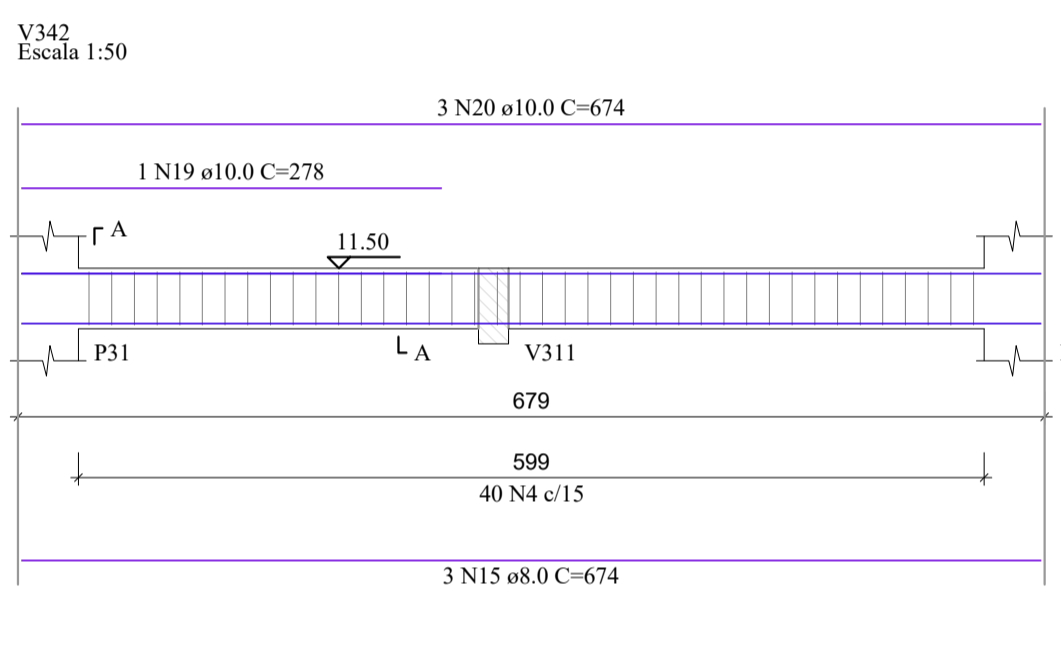 V342
Escala 1:50
3 N20 ø10.0 C=674
1 N19 ø10.0 C=278
A
11.50
P31
A
V311
679
599
40 N4 c/15
3 N15 ø8.0 C=674